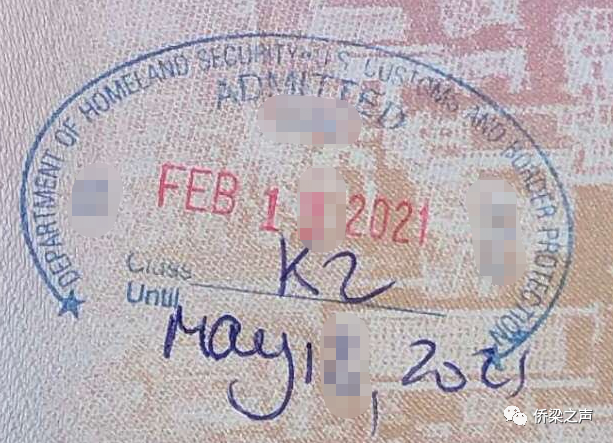 DEPARTMENT OF HOMELAND SECURITY-U.S. CUSTOMS AND BORDER PROTECTION
ADMITTED
FEB 1 2021
Class K2
Until May 1 , 2021
侨梁之声